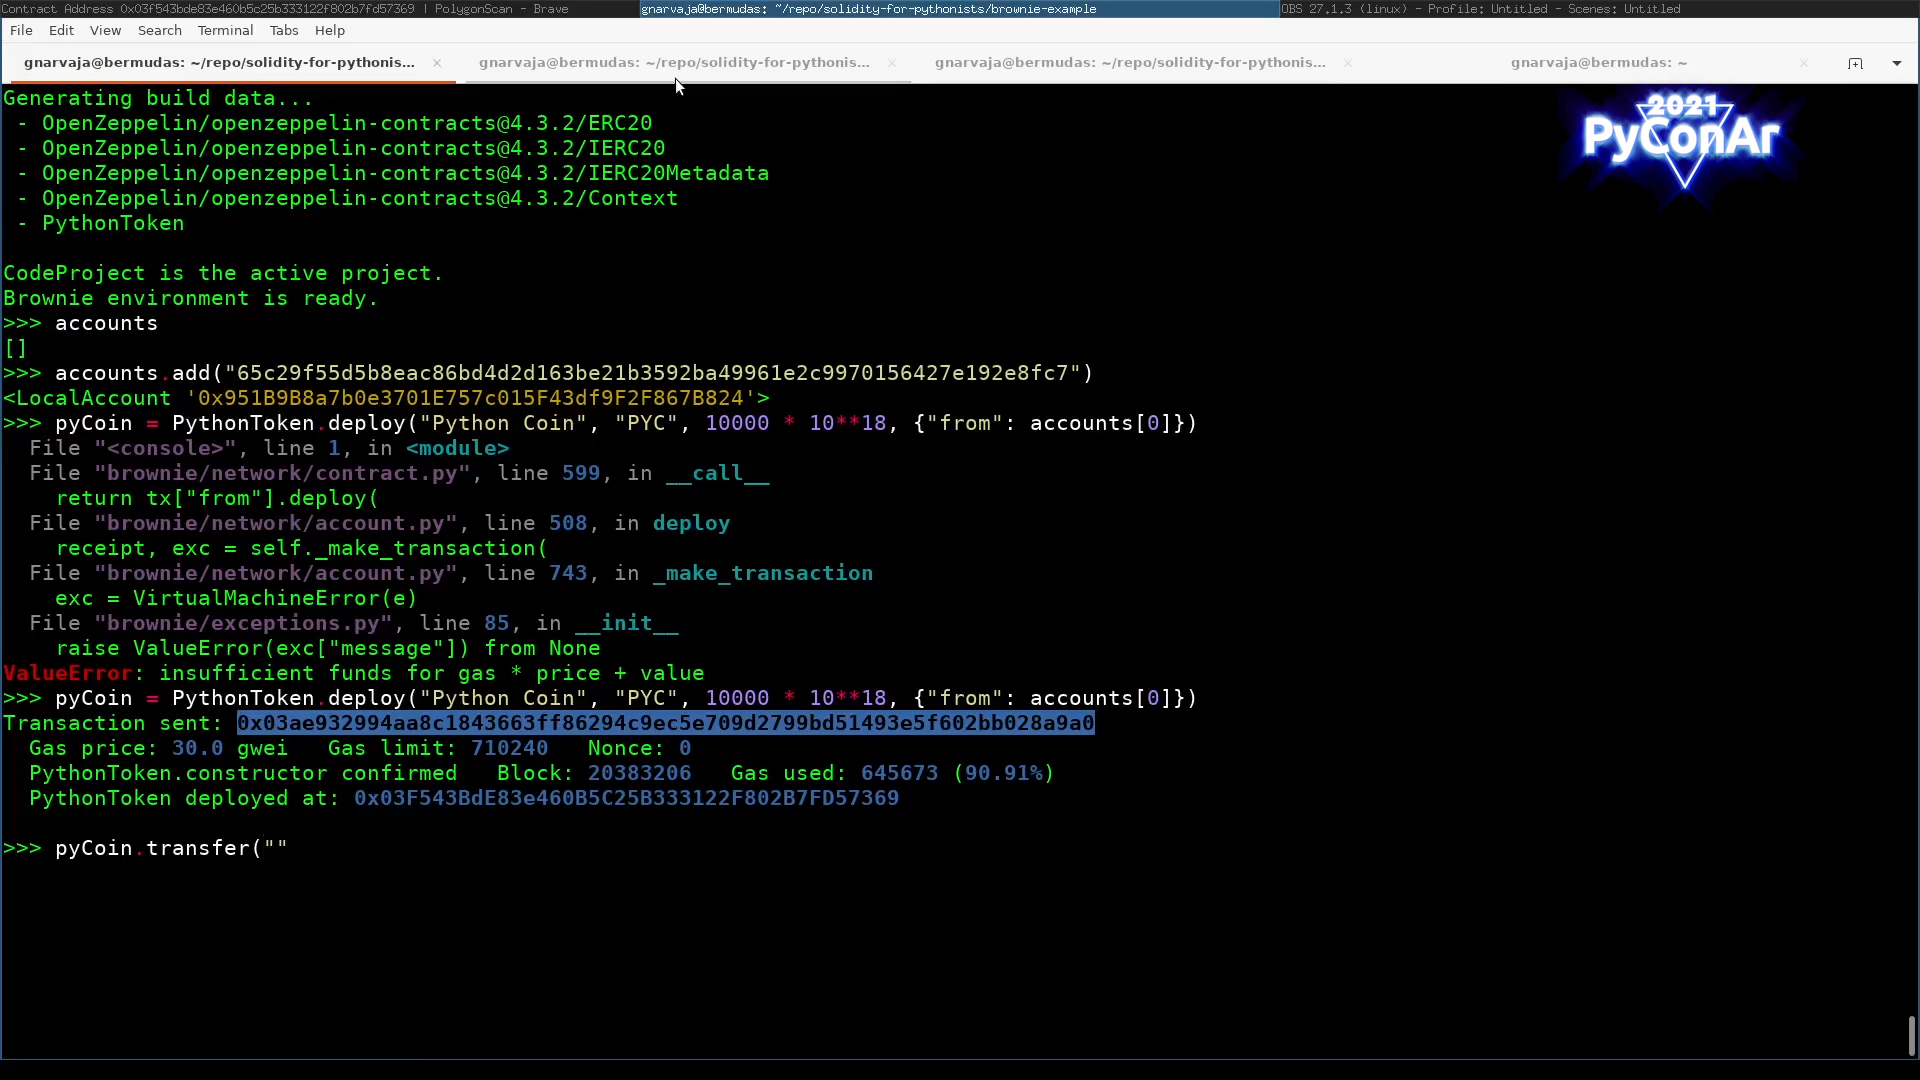 Contract Address 0x03f543bde83e460b5c25b333122f802b7fd57369 | PolygonScan - Brave
gnarvaja@bermudas: ~/repo/solidity-for-pythonists/brownie-example
OBS 27.1.3 (linux) - Profile: Untitled - Scenes: Untitled
File Edit View Search Terminal Tabs Help
gnarvaja@bermudas: ~/repo/solidity-for-pythonis... ×
gnarvaja@bermudas: ~/repo/solidity-for-pythonis... ×
gnarvaja@bermudas: ~/repo/solidity-for-pythonis... ×
gnarvaja@bermudas: ~ ×
2021
PyConAr
Generating build data...
 - OpenZeppelin/openzeppelin-contracts@4.3.2/ERC20
 - OpenZeppelin/openzeppelin-contracts@4.3.2/IERC20
 - OpenZeppelin/openzeppelin-contracts@4.3.2/IERC20Metadata
 - OpenZeppelin/openzeppelin-contracts@4.3.2/Context
 - PythonToken
CodeProject is the active project.
Brownie environment is ready.
>>> accounts
[]
>>> accounts.add("65c29f55d5b8eac86bd4d2d163be21b3592ba49961e2c9970156427e192e8fc7")
<LocalAccount '0x951B9B8a7b0e3701E757c015F43df9F2F867B824'>
>>> pyCoin = PythonToken.deploy("Python Coin", "PYC", 10000 * 10**18, {"from": accounts[0]})
  File "<console>", line 1, in <module>
  File "brownie/network/contract.py", line 599, in __call__
    return tx["from"].deploy(
  File "brownie/network/account.py", line 508, in deploy
    receipt, exc = self._make_transaction(
  File "brownie/network/account.py", line 743, in _make_transaction
    exc = VirtualMachineError(e)
  File "brownie/exceptions.py", line 85, in __init__
    raise ValueError(exc["message"]) from None
ValueError: insufficient funds for gas * price + value
>>> pyCoin = PythonToken.deploy("Python Coin", "PYC", 10000 * 10**18, {"from": accounts[0]})
Transaction sent: 0x03ae932994aa8c1843663ff86294c9ec5e709d2799bd51493e5f602bb028a9a0
  Gas price: 30.0 gwei   Gas limit: 710240   Nonce: 0
  PythonToken.constructor confirmed   Block: 20383206   Gas used: 645673 (90.91%)
  PythonToken deployed at: 0x03F543BdE83e460B5C25B333122F802B7FD57369
>>> pyCoin.transfer(""